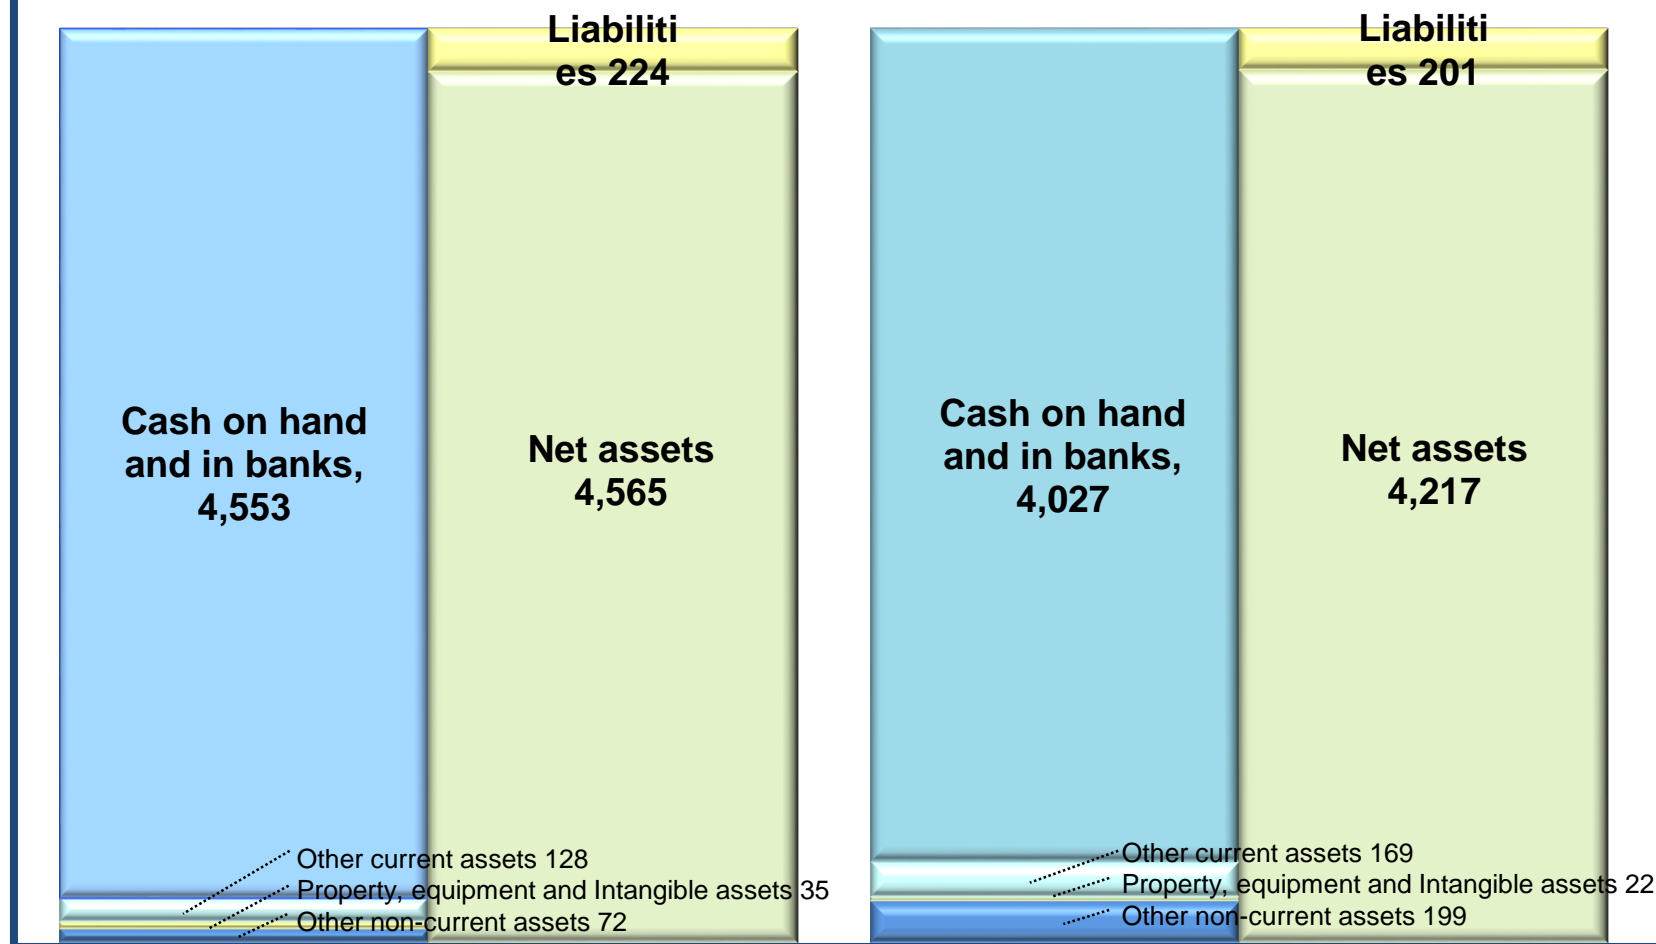 Liabiliti
es 224
Cash on hand
and in banks,
4,553
Net assets
4,565
Other current assets 128
Property, equipment and Intangible assets 35
Other non-current assets 72
Liabiliti
es 201
Cash on hand
and in banks,
4,027
Net assets
4,217
Other current assets 169
Property, equipment and Intangible assets 22
Other non-current assets 199